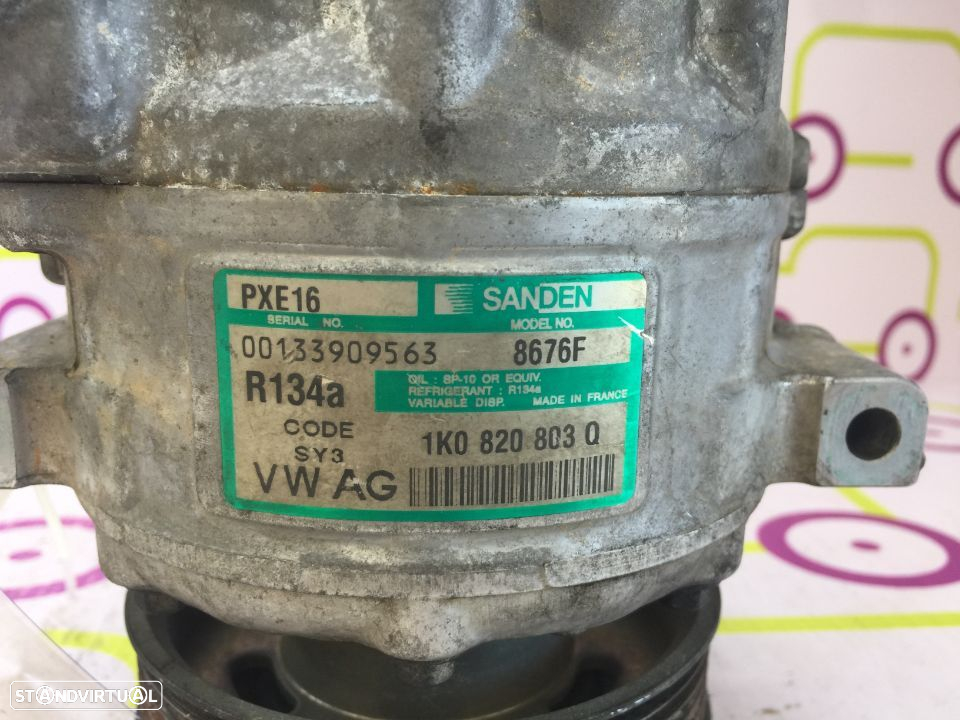 PXE16
SANDEN
SERIAL NO.
MODEL NO.
00133909563
8676F
R134a
OIL : SP-10 OR EQUIV.
REFRIGERANT : R134a
VARIABLE DISP. MADE IN FRANCE
CODE
SY3
1K0 820 803 Q
VW AG
STANDVIRTUAL